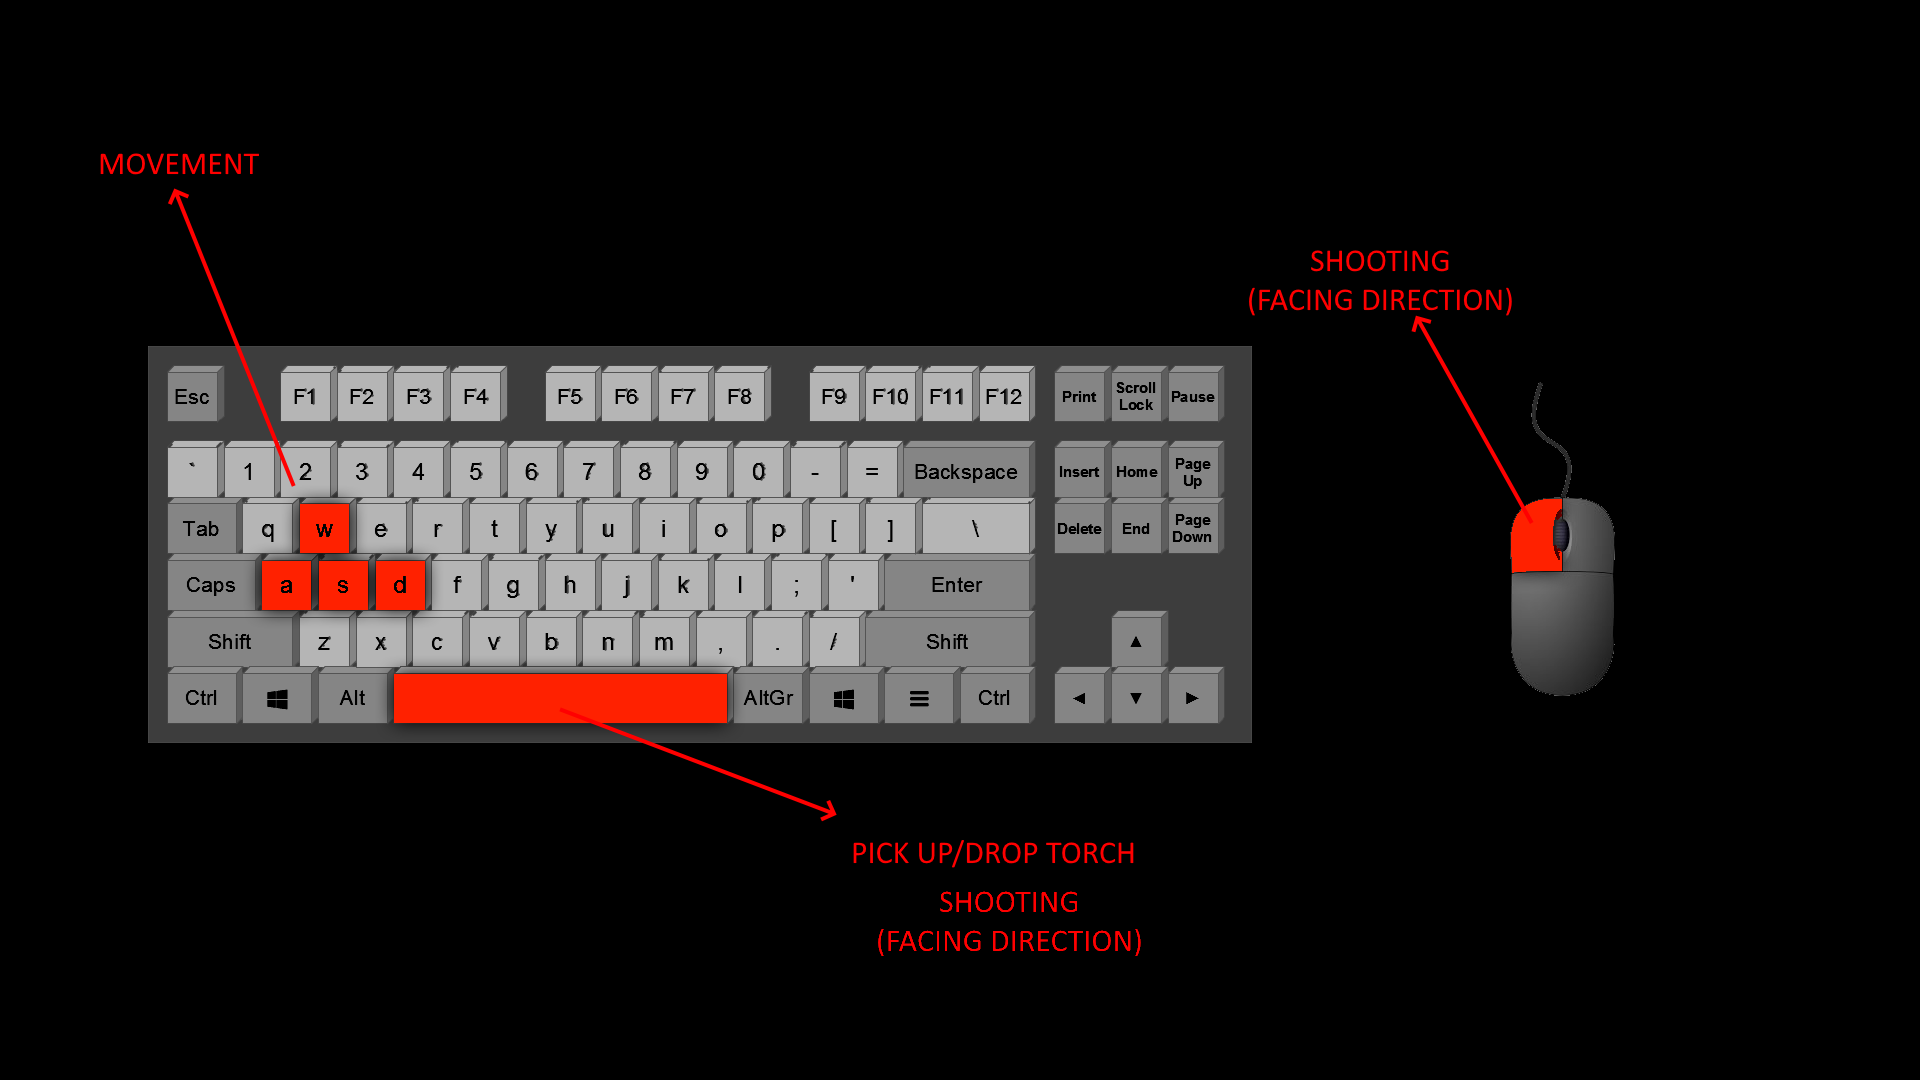 MOVEMENT
SHOOTING
(FACING DIRECTION)
Esc F1 F2 F3 F4 F5 F6 F7 F8 F9 F10 F11 F12 Print Scroll Lock Pause
` 1 2 3 4 5 6 7 8 9 0 - = Backspace Insert Home Page Up
Tab q w e r t y u i o p [ ] \ Delete End Page Down
Caps a s d f g h j k l ; ' Enter
Shift z x c v b n m , . / Shift ▲
Ctrl Alt AltGr Ctrl ◄ ▼ ►
PICK UP/DROP TORCH
SHOOTING
(FACING DIRECTION)